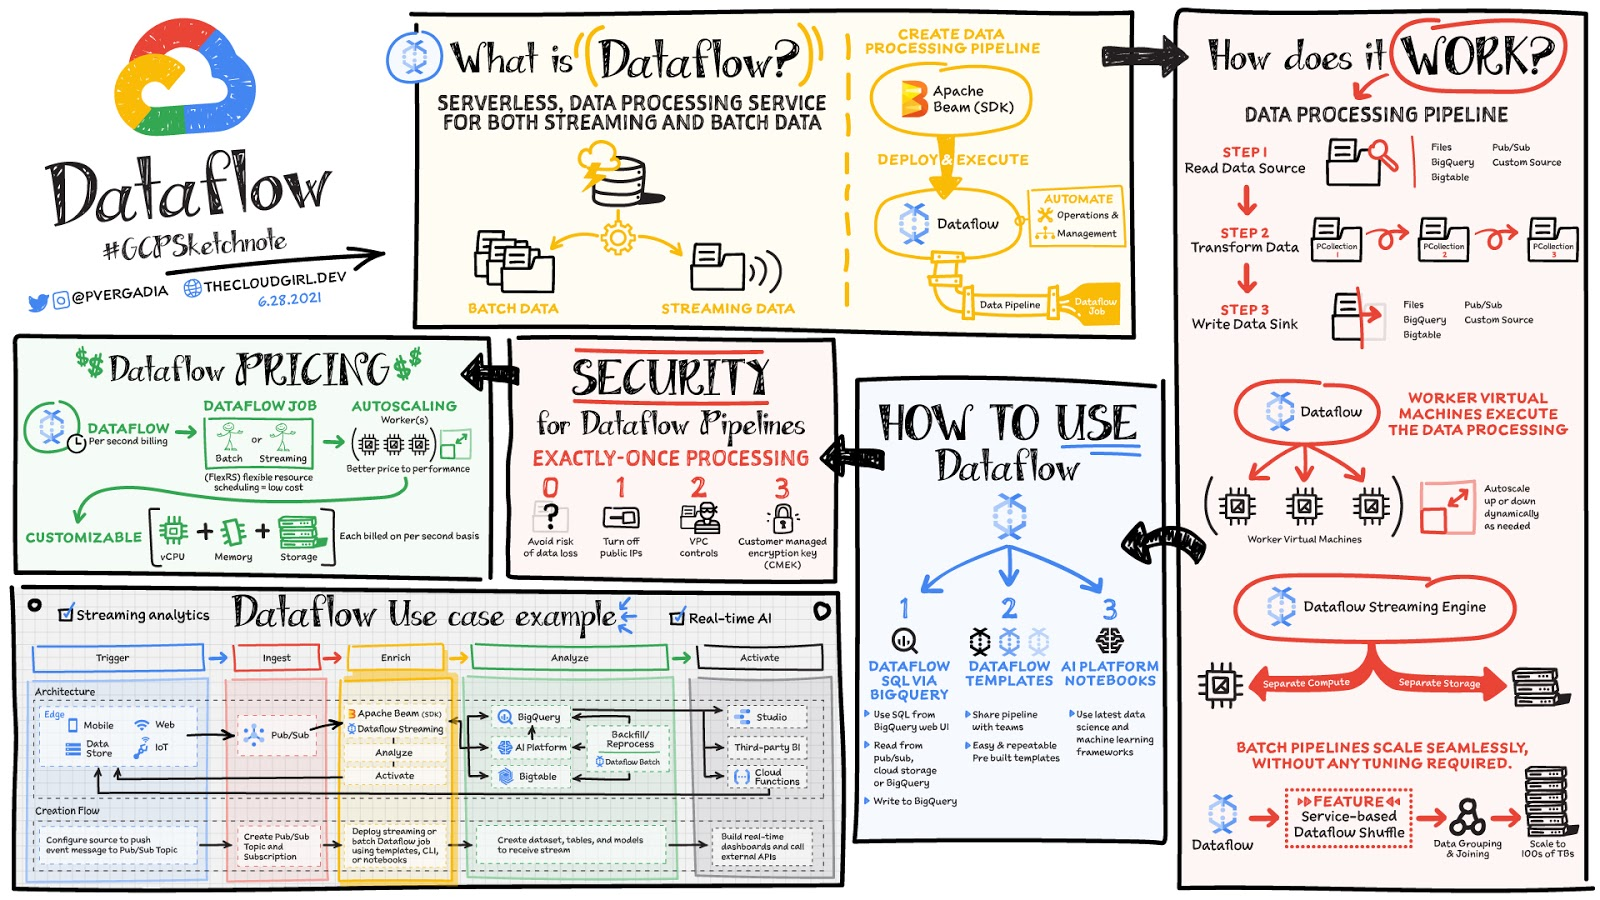 Dataflow
#GCPSketchnote
@PVERGADIA
THECLOUDGIRL.DEV
6.28.2021
What is Dataflow?
SERVERLESS, DATA PROCESSING SERVICE
FOR BOTH STREAMING AND BATCH DATA
BATCH DATA
STREAMING DATA
CREATE DATA
PROCESSING PIPELINE
Apache
Beam (SDK)
DEPLOY & EXECUTE
Dataflow
AUTOMATE
Operations &
Management
Data Pipeline
Dataflow
Job
How does it WORK?
DATA PROCESSING PIPELINE
STEP 1
Read Data Source
Files
BigQuery
Bigtable
Pub/Sub
Custom Source
STEP 2
Transform Data
PCollection
1
PCollection
2
PCollection
3
STEP 3
Write Data Sink
Files
BigQuery
Bigtable
Pub/Sub
Custom Source
Dataflow
WORKER VIRTUAL
MACHINES EXECUTE
THE DATA PROCESSING
Worker Virtual Machines
Autoscale
up or down
dynamically
as needed
Dataflow Streaming Engine
Separate Compute
Separate Storage
BATCH PIPELINES SCALE SEAMLESSLY,
WITHOUT ANY TUNING REQUIRED.
Dataflow
FEATURE
Service-based
Dataflow Shuffle
Data Grouping
& Joining
Scale to
100s of TBs
HOW TO USE
Dataflow
1
DATAFLOW
SQL VIA
BIGQUERY
Use SQL from
BigQuery web UI
Read from
pub/sub,
cloud storage
or BigQuery
Write to BigQuery
2
DATAFLOW
TEMPLATES
Share pipeline
with teams
Easy & repeatable
Pre built templates
3
AI PLATFORM
NOTEBOOKS
Use latest data
science and
machine learning
frameworks
SECURITY
for Dataflow Pipelines
EXACTLY-ONCE PROCESSING
0
?
Avoid risk
of data loss
1
Turn off
public IPs
2
VPC
controls
3
Customer managed
encryption key
(CMEK)
$$ Dataflow PRICING $$
DATAFLOW
Per second billing
DATAFLOW JOB
Batch
or
Streaming
(FlexRS) flexible resource
scheduling = low cost
AUTOSCALING
Worker(s)
Better price to performance
CUSTOMIZABLE
vCPU
+
Memory
+
Storage
Each billed on per second basis
Streaming analytics
Dataflow Use case example
Real-time AI
Trigger
Ingest
Enrich
Analyze
Activate
Architecture
Edge
Mobile
Web
Data
Store
IoT
Pub/Sub
Apache Beam (SDK)
Dataflow Streaming
Analyze
Activate
BigQuery
AI Platform
Bigtable
Backfill/
Reprocess
Dataflow Batch
Studio
Third-party BI
Cloud
Functions
Creation Flow
Configure source to push
event message to Pub/Sub Topic
Create Pub/Sub
Topic and
Subscription
Deploy streaming or
batch Dataflow job
using templates, CLI,
or notebooks
Create dataset, tables, and models
to receive stream
Build real-time
dashboards and call
external APIs